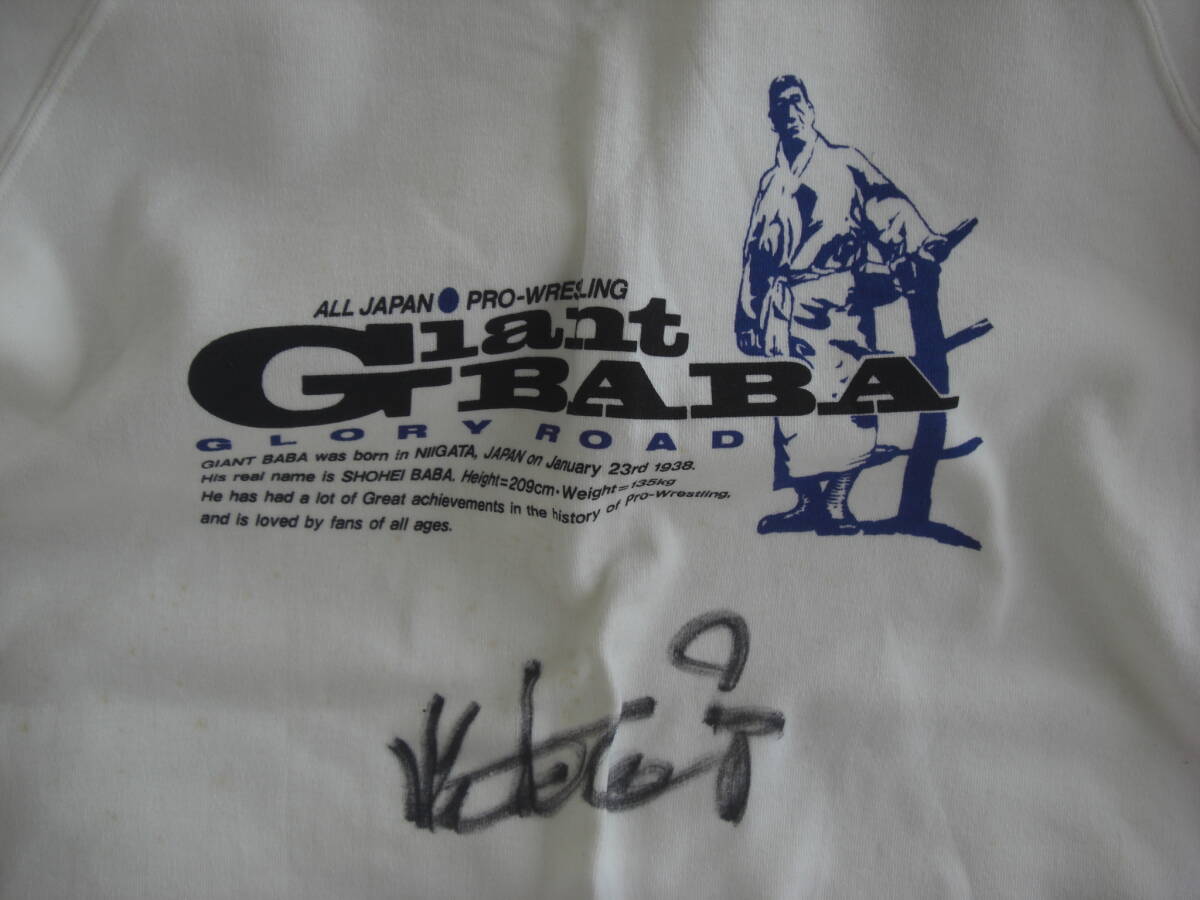 ALL JAPAN PRO-WRESLING
Giant
BABA
GLORY ROAD
GIANT BABA was born in NIIGATA, JAPAN on January 23rd 1938.
His real name is SHOHEI BABA. Height=209cm・Weight=135kg
He has had a lot of Great achievements in the history of Pro-Wrestling,
and is loved by fans of all ages.